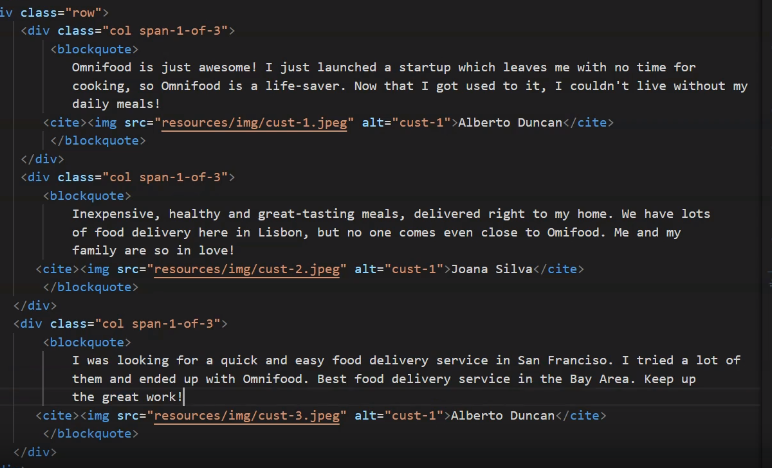 iv class="row">
<div class="col span-1-of-3">
<blockquote>
Omnifood is just awesome! I just launched a startup which leaves me with no time for
cooking, so Omnifood is a life-saver. Now that I got used to it, I couldn't live without my
daily meals!
<cite><img src="resources/img/cust-1.jpeg" alt="cust-1">Alberto Duncan</cite>
</blockquote>
</div>
<div class="col span-1-of-3">
<blockquote>
Inexpensive, healthy and great-tasting meals, delivered right to my home. We have lots
of food delivery here in Lisbon, but no one comes even close to Omifood. Me and my
family are so in love!
<cite><img src="resources/img/cust-2.jpeg" alt="cust-1">Joana Silva</cite>
</blockquote>
</div>
<div class="col span-1-of-3">
<blockquote>
I was looking for a quick and easy food delivery service in San Franciso. I tried a lot of
them and ended up with Omnifood. Best food delivery service in the Bay Area. Keep up
the great work!
<cite><img src="resources/img/cust-3.jpeg" alt="cust-1">Alberto Duncan</cite>
</blockquote>
</div>